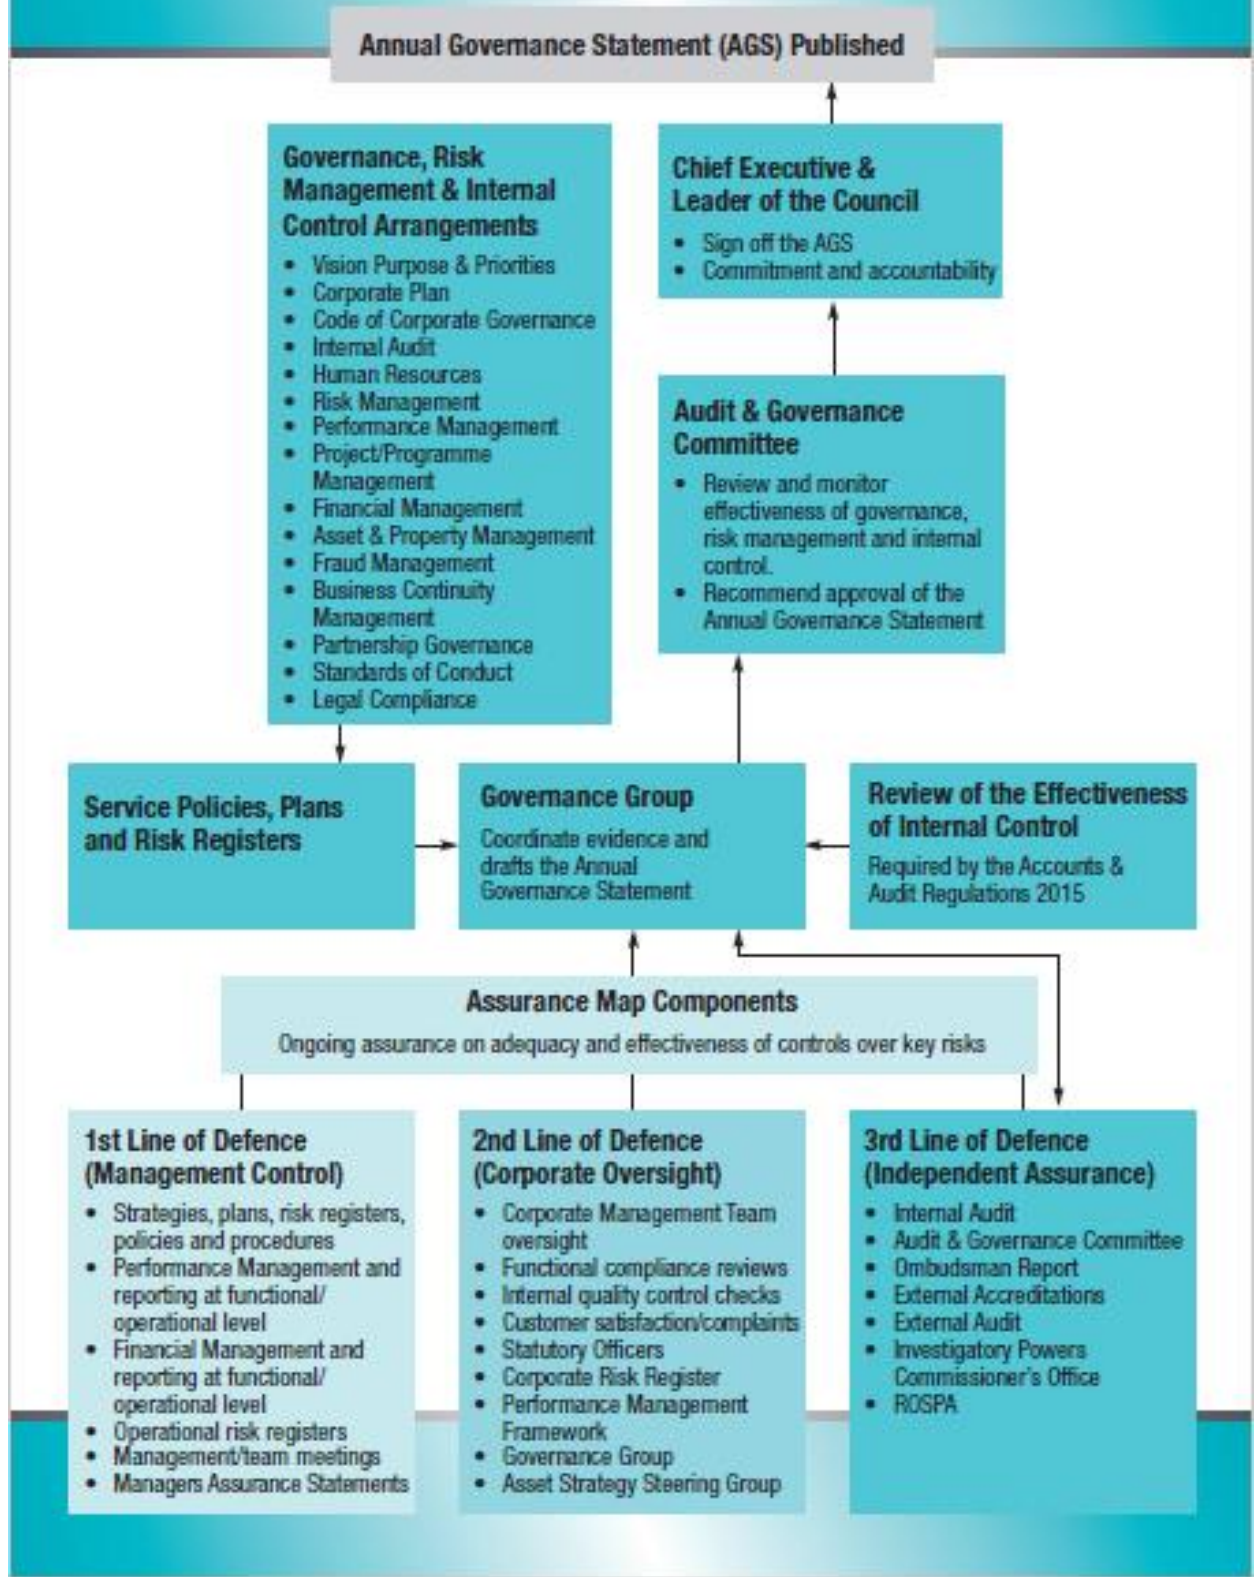 Annual Governance Statement (AGS) Published
Governance, Risk
Management & Internal
Control Arrangements
• Vision Purpose & Priorities
• Corporate Plan
• Code of Corporate Governance
• Internal Audit
• Human Resources
• Risk Management
• Performance Management
• Project/Programme
Management
• Financial Management
• Asset & Property Management
• Fraud Management
• Business Continuity
Management
• Partnership Governance
• Standards of Conduct
• Legal Compliance
Chief Executive &
Leader of the Council
• Sign off the AGS
• Commitment and accountability
Audit & Governance
Committee
• Review and monitor
effectiveness of governance,
risk management and internal
control.
• Recommend approval of the
Annual Governance Statement
Service Policies, Plans
and Risk Registers
Governance Group
Coordinate evidence and
drafts the Annual
Governance Statement
Review of the Effectiveness
of Internal Control
Required by the Accounts &
Audit Regulations 2015
Assurance Map Components
Ongoing assurance on adequacy and effectiveness of controls over key risks
1st Line of Defence
(Management Control)
• Strategies, plans, risk registers,
policies and procedures
• Performance Management and
reporting at functional/
operational level
• Financial Management and
reporting at functional/
operational level
• Operational risk registers
• Management/team meetings
• Managers Assurance Statements
2nd Line of Defence
(Corporate Oversight)
• Corporate Management Team
oversight
• Functional compliance reviews
• Internal quality control checks
• Customer satisfaction/complaints
• Statutory Officers
• Corporate Risk Register
• Performance Management
Framework
• Governance Group
• Asset Strategy Steering Group
3rd Line of Defence
(Independent Assurance)
• Internal Audit
• Audit & Governance Committee
• Ombudsman Report
• External Accreditations
• External Audit
• Investigatory Powers
Commissioner's Office
• ROSPA